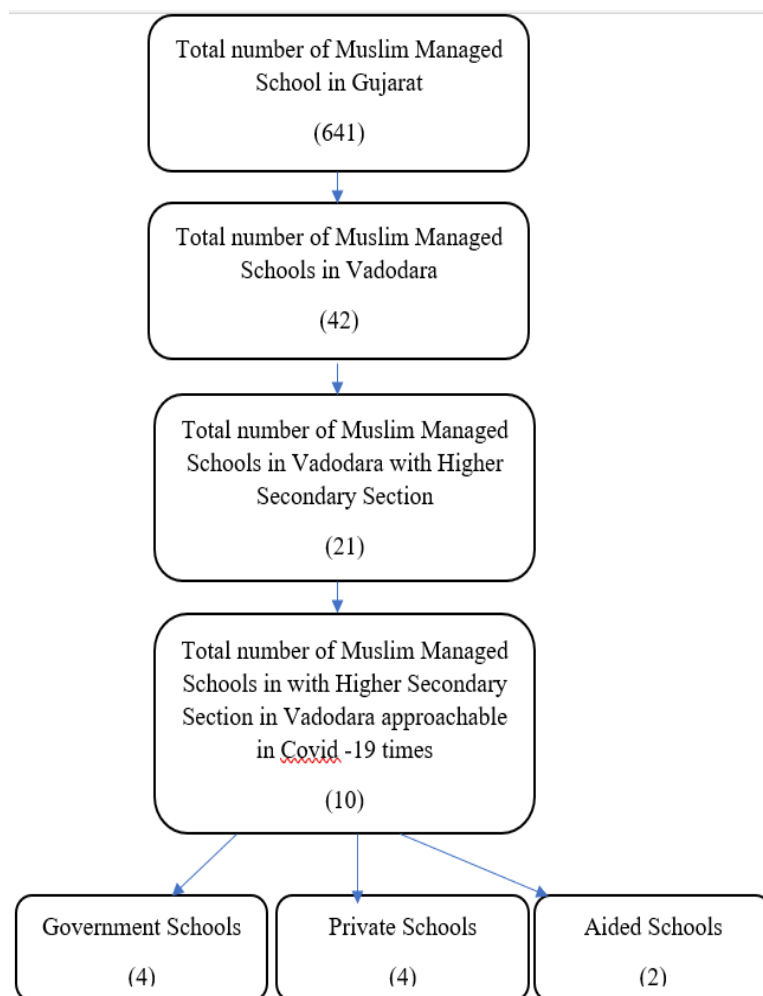 Total number of Muslim Managed
School in Gujarat
(641)
Total number of Muslim Managed
Schools in Vadodara
(42)
Total number of Muslim Managed
Schools in Vadodara with Higher
Secondary Section
(21)
Total number of Muslim Managed
Schools in with Higher Secondary
Section in Vadodara approachable
in Covid -19 times
(10)
Government Schools
(4)
Private Schools
(4)
Aided Schools
(2)